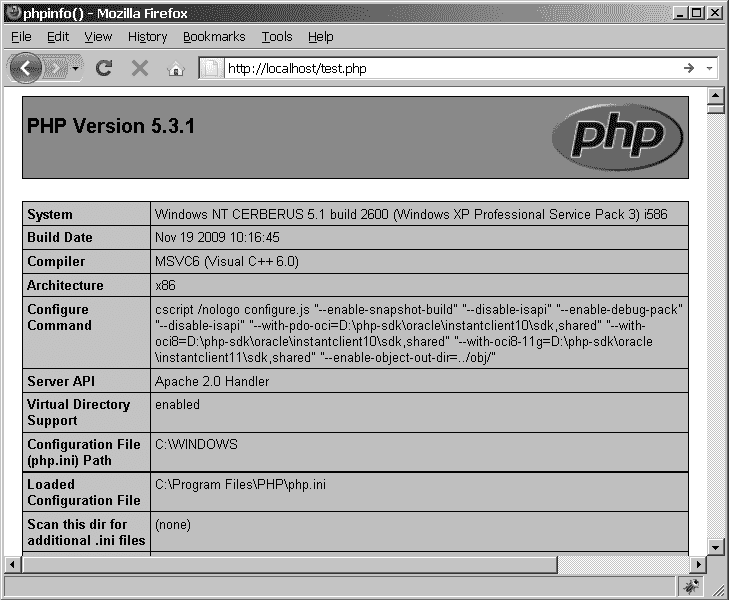 phpinfo() - Mozilla Firefox
File Edit View History Bookmarks Tools Help
http://localhost/test.php
PHP Version 5.3.1
php
System Windows NT CERBERUS 5.1 build 2600 (Windows XP Professional Service Pack 3) i586
Build Date Nov 19 2009 10:16:45
Compiler MSVC6 (Visual C++ 6.0)
Architecture x86
Configure Command cscript /nologo configure.js "--enable-snapshot-build" "--disable-isapi" "--enable-debug-pack"
"--disable-isapi" "--with-pdo-oci=D:\php-sdk\oracle\instantclient10\sdk,shared" "--with-
oci8=D:\php-sdk\oracle\instantclient10\sdk,shared" "--with-oci8-11g=D:\php-sdk\oracle
\instantclient11\sdk,shared" "--enable-object-out-dir=../obj/"
Server API Apache 2.0 Handler
Virtual Directory Support enabled
Configuration File (php.ini) Path C:\WINDOWS
Loaded Configuration File C:\Program Files\PHP\php.ini
Scan this dir for additional .ini files (none)